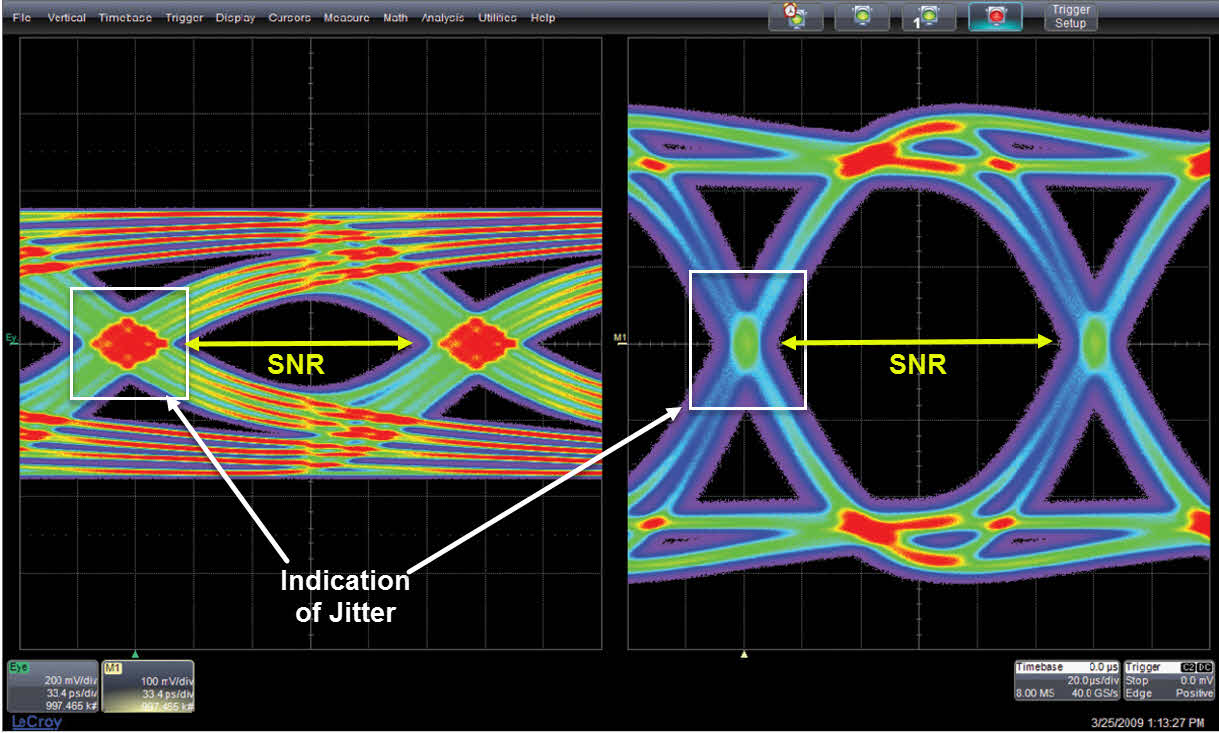 File Vertical Timebase Trigger Display Cursors Measure Math Analysis Utilities Help
1
Trigger
Setup
Ey
M1
SNR
SNR
Indication
of Jitter
Eye
200 mV/div
33.4 ps/div
997.465 k#
M1
100 mV/div
33.4 ps/div
997.465 k#
Timebase 0.0 µs
20.0 µs/div
8.00 MS 40.0 GS/s
Trigger C2 DC
Stop 0.0 mV
Edge Positive
LeCroy
3/25/2009 1:13:27 PM